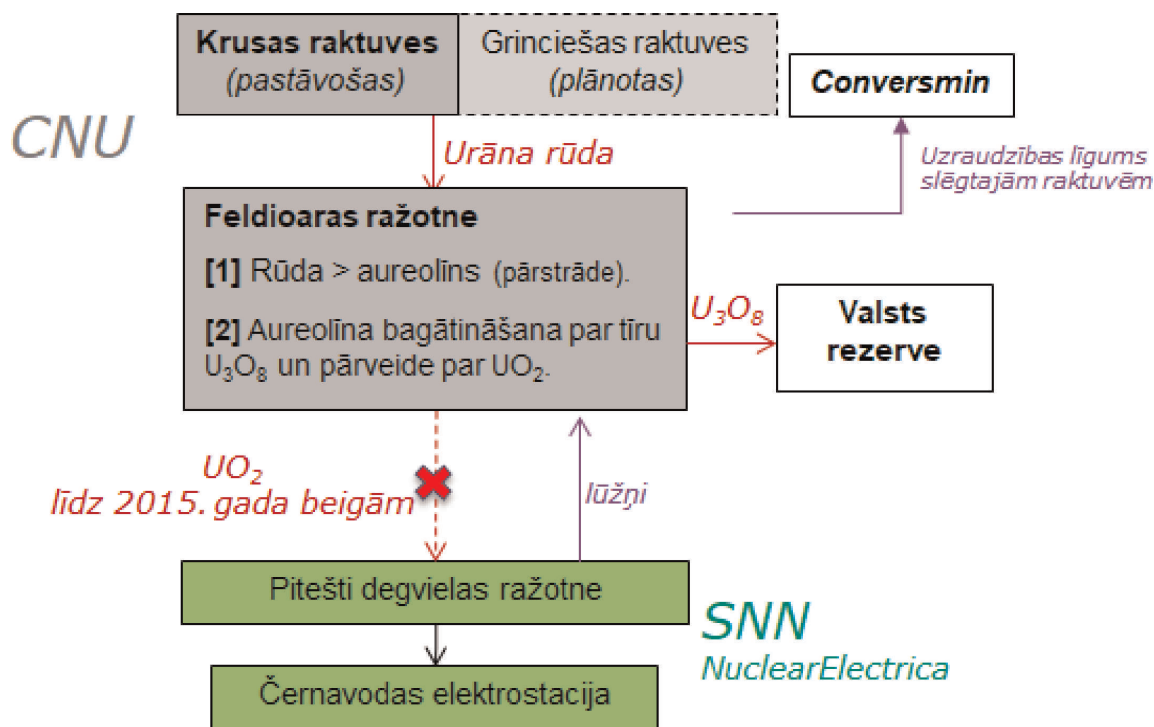 Krusas raktuves
(pastāvošas)
Grinciešas raktuves
(plānotas)
Conversmin
CNU
Urāna rūda
Uzraudzības līgums
slēgtajām raktuvēm
Feldioaras ražotne
[1] Rūda > aureolīns (pārstrāde).
[2] Aureolīna bagātināšana par tīru
U₃O₈ un pārveide par UO₂.
U₃O₈
Valsts
rezerve
UO₂
līdz 2015. gada beigām
lūžņi
Pitešti degvielas ražotne
SNN
NuclearElectrica
Černavodas elektrostacija